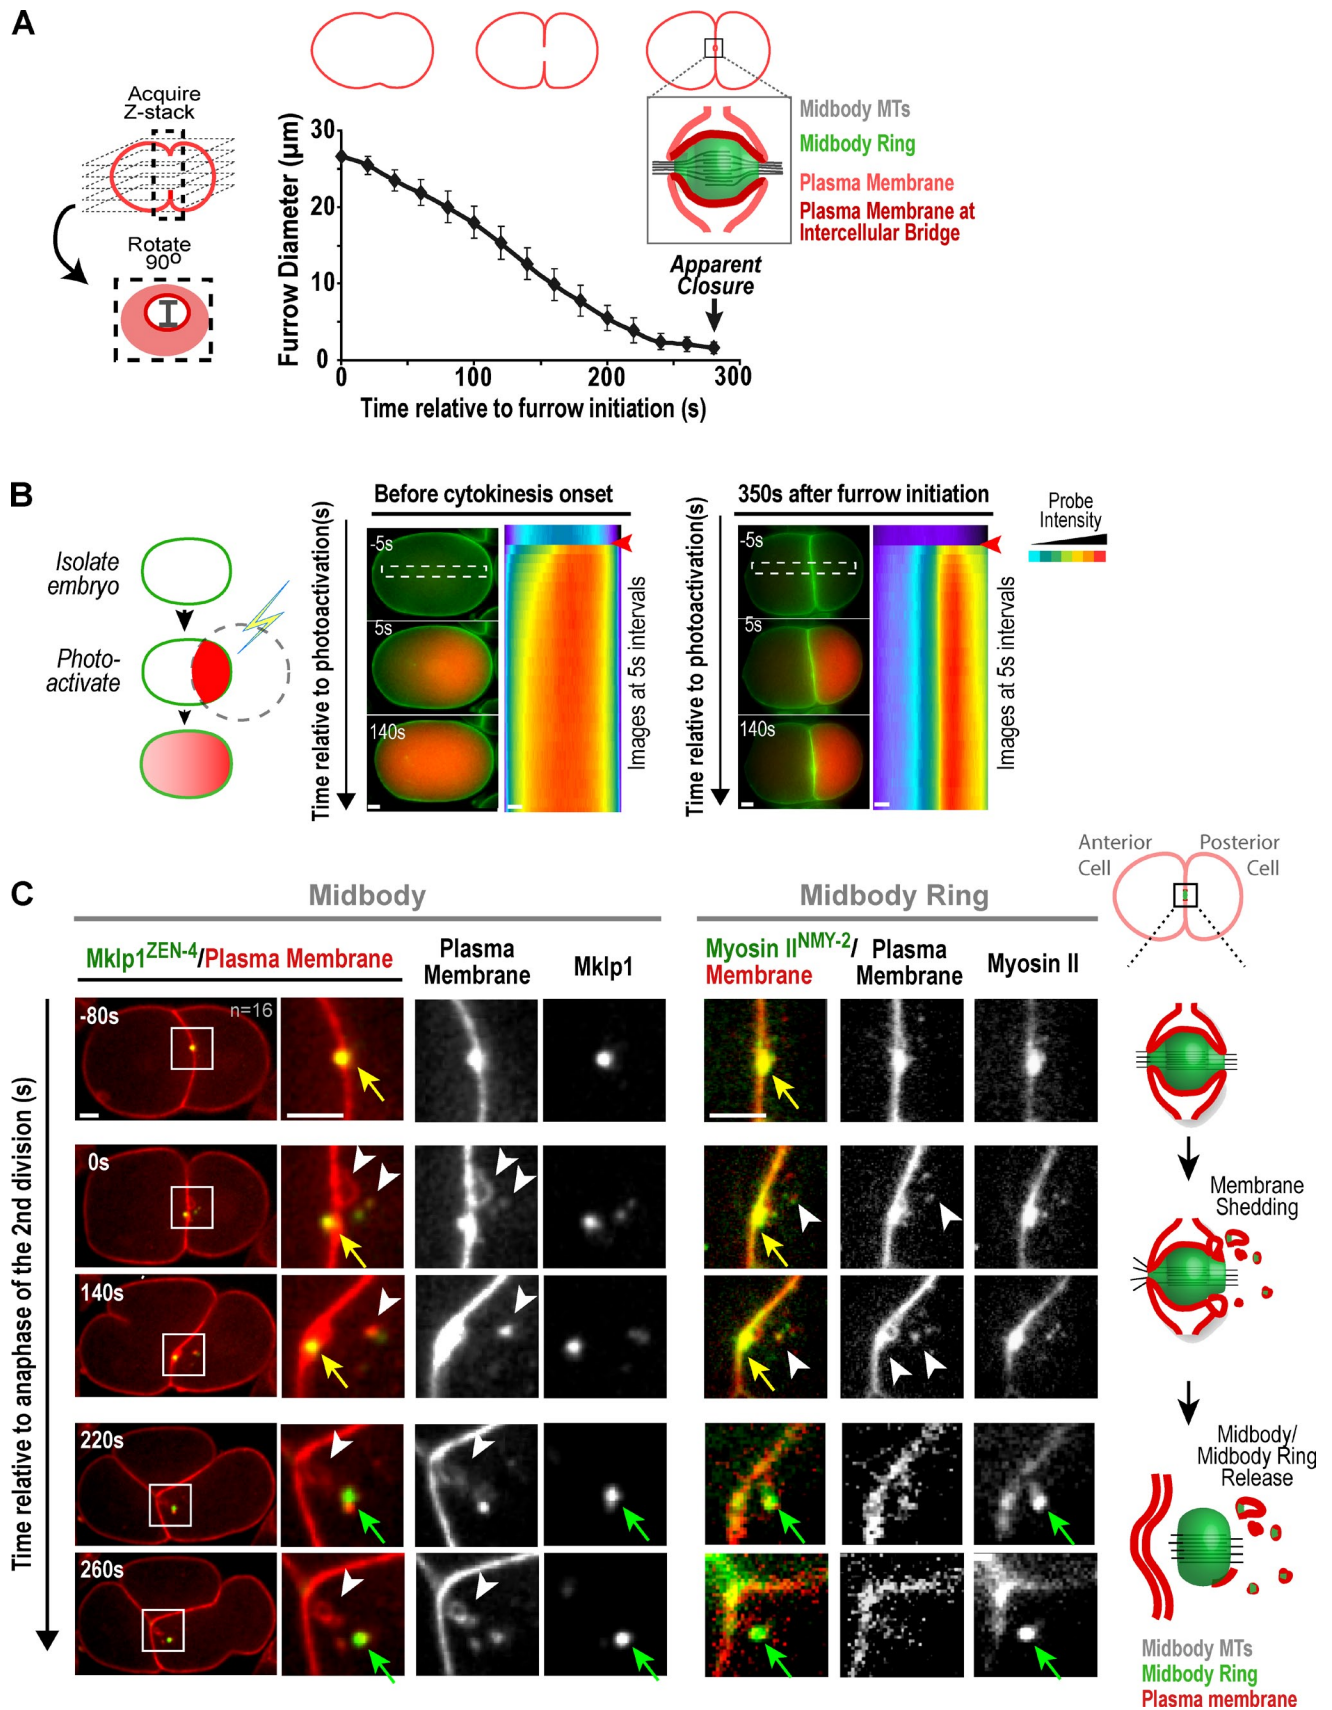 A
Acquire
Z-stack
Rotate
90º
Furrow Diameter (µm)
30
20
10
0
0
100
200
300
Time relative to furrow initiation (s)
Apparent
Closure
Midbody MTs
Midbody Ring
Plasma Membrane
Plasma Membrane at
Intercellular Bridge
B
Isolate
embryo
Photo-
activate
Before cytokinesis onset
Time relative to photoactivation(s)
-5s
5s
140s
Images at 5s intervals
350s after furrow initiation
Time relative to photoactivation(s)
-5s
5s
140s
Images at 5s intervals
Probe
Intensity
C
Midbody
Mklp1ZEN-4/Plasma Membrane
Plasma
Membrane
Mklp1
Midbody Ring
Myosin IINMY-2/
Membrane
Plasma
Membrane
Myosin II
Anterior
Cell
Posterior
Cell
Time relative to anaphase of the 2nd division (s)
-80s
n=16
0s
140s
220s
260s
Membrane
Shedding
Midbody/
Midbody Ring
Release
Midbody MTs
Midbody Ring
Plasma membrane